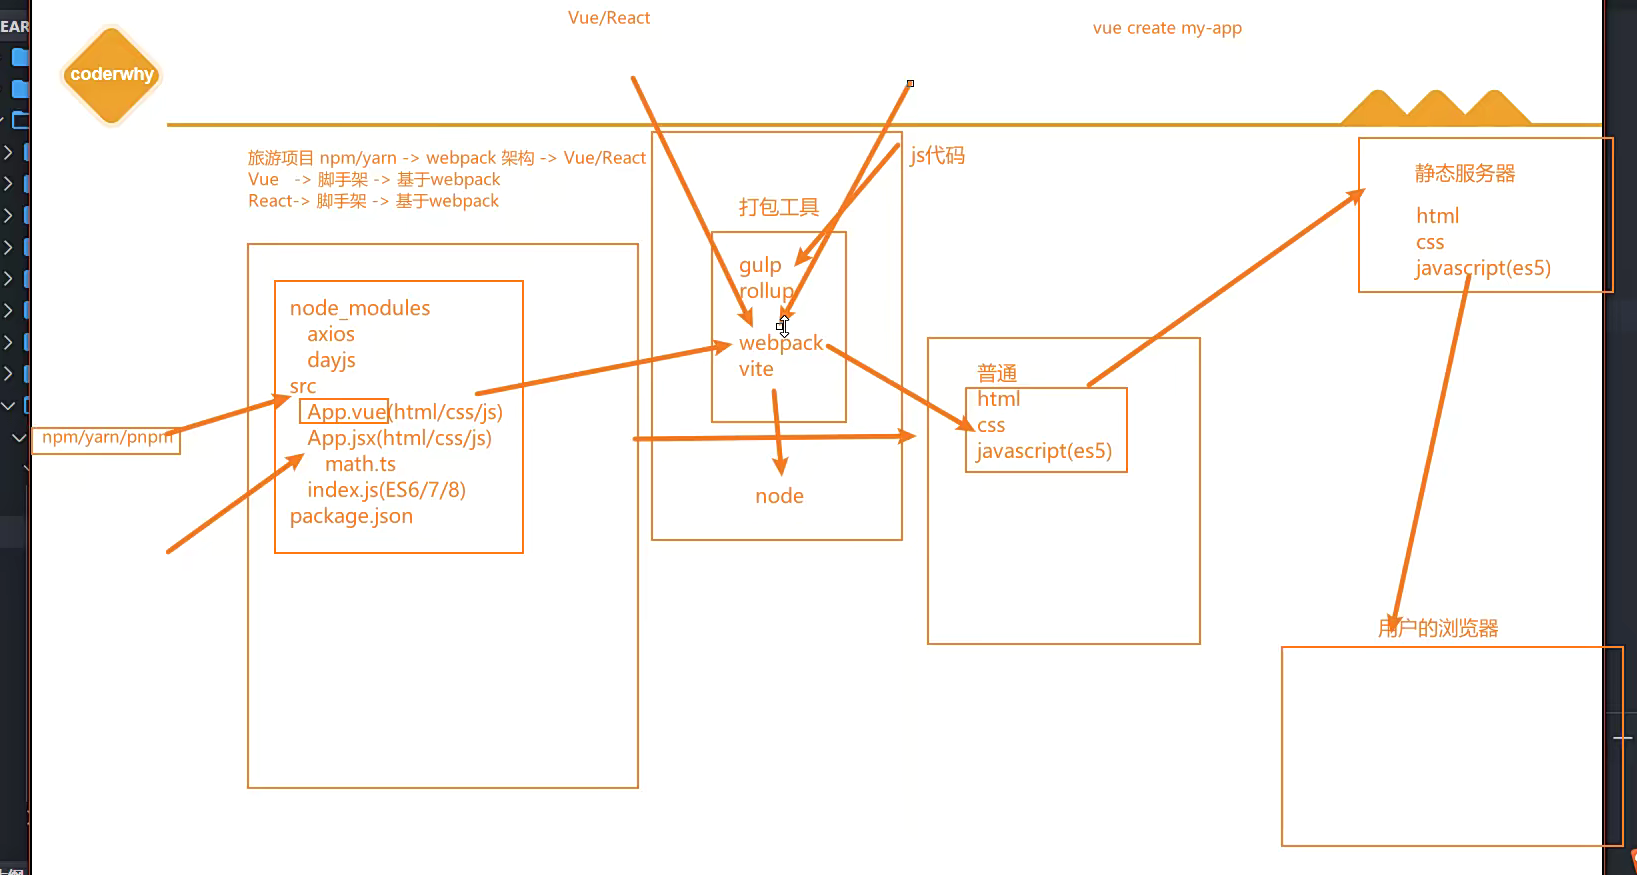 Vue/React
vue create my-app
EAR
coderwhy
旅游项目 npm/yarn -> webpack 架构 -> Vue/React
Vue -> 脚手架 -> 基于webpack
React-> 脚手架 -> 基于webpack
js代码
打包工具
gulp
rollup
webpack
vite
node
node_modules
axios
dayjs
src
App.vue(html/css/js)
App.jsx(html/css/js)
math.ts
index.js(ES6/7/8)
package.json
npm/yarn/pnpm
普通
html
css
javascript(es5)
静态服务器
html
css
javascript(es5)
用户的浏览器